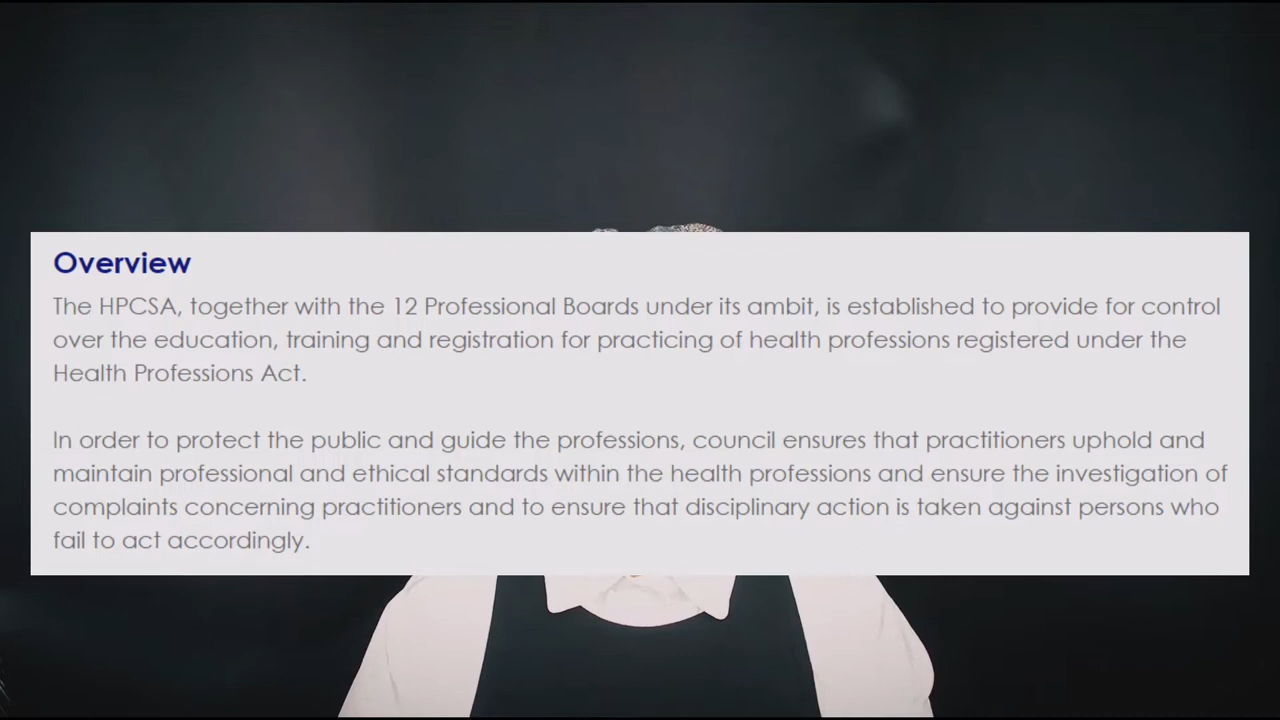 Overview
The HPCSA, together with the 12 Professional Boards under its ambit, is established to provide for control
over the education, training and registration for practicing of health professions registered under the
Health Professions Act.
In order to protect the public and guide the professions, council ensures that practitioners uphold and
maintain professional and ethical standards within the health professions and ensure the investigation of
complaints concerning practitioners and to ensure that disciplinary action is taken against persons who
fail to act accordingly.